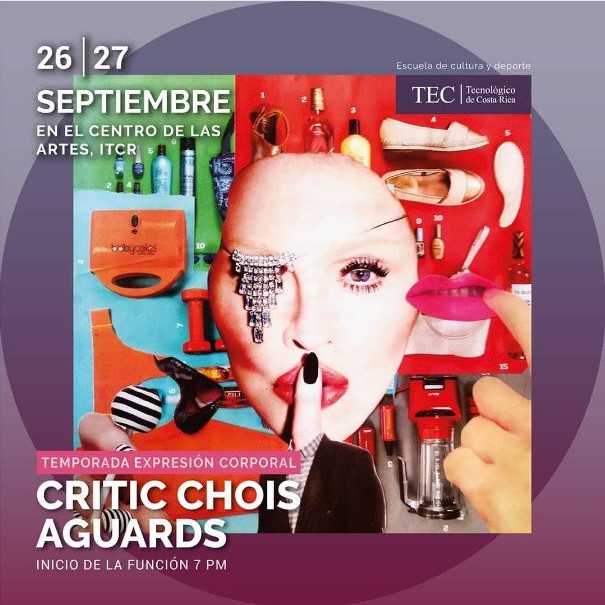 26 | 27
SEPTIEMBRE
EN EL CENTRO DE LAS
ARTES, ITCR
Escuela de cultura y deporte
TEC | Tecnológico
de Costa Rica
babycakes
TEMPORADA EXPRESIÓN CORPORAL
CRITIC CHOIS
AGUARDS
INICIO DE LA FUNCIÓN 7 PM